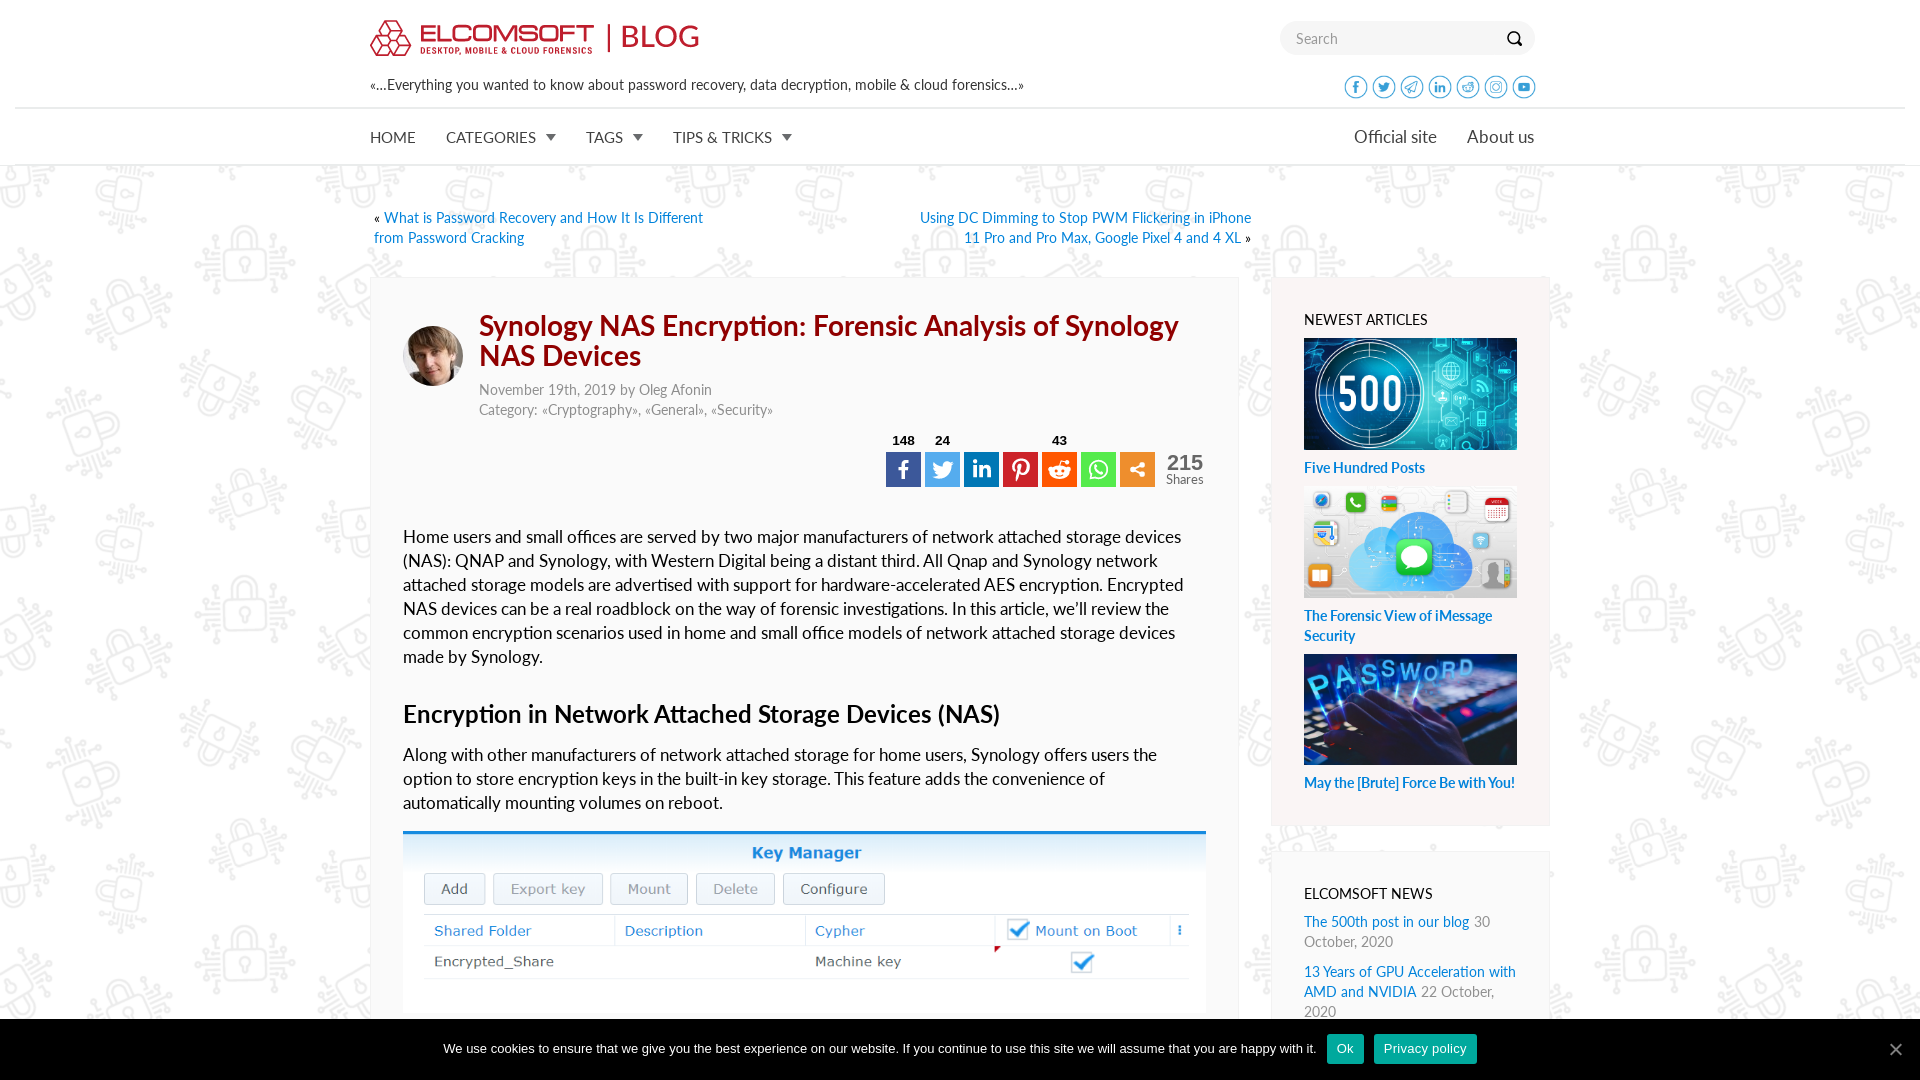 ELCOMSOFT | BLOG
DESKTOP, MOBILE & CLOUD FORENSICS
Search
«...Everything you wanted to know about password recovery, data decryption, mobile & cloud forensics...»
HOME CATEGORIES TAGS TIPS & TRICKS Official site About us
« What is Password Recovery and How It Is Different
from Password Cracking
Using DC Dimming to Stop PWM Flickering in iPhone
11 Pro and Pro Max, Google Pixel 4 and 4 XL »
Synology NAS Encryption: Forensic Analysis of Synology
NAS Devices
November 19th, 2019 by Oleg Afonin
Category: «Cryptography», «General», «Security»
148 24 43
215
Shares
Home users and small offices are served by two major manufacturers of network attached storage devices
(NAS): QNAP and Synology, with Western Digital being a distant third. All Qnap and Synology network
attached storage models are advertised with support for hardware-accelerated AES encryption. Encrypted
NAS devices can be a real roadblock on the way of forensic investigations. In this article, we’ll review the
common encryption scenarios used in home and small office models of network attached storage devices
made by Synology.
Encryption in Network Attached Storage Devices (NAS)
Along with other manufacturers of network attached storage for home users, Synology offers users the
option to store encryption keys in the built-in key storage. This feature adds the convenience of
automatically mounting volumes on reboot.
Key Manager
Add Export key Mount Delete Configure
Shared Folder Description Cypher Mount on Boot
Encrypted_Share Machine key
NEWEST ARTICLES
500
Five Hundred Posts
The Forensic View of iMessage
Security
PASSWORD
May the [Brute] Force Be with You!
ELCOMSOFT NEWS
The 500th post in our blog 30
October, 2020
13 Years of GPU Acceleration with
AMD and NVIDIA 22 October,
2020
We use cookies to ensure that we give you the best experience on our website. If you continue to use this site we will assume that you are happy with it. Ok Privacy policy